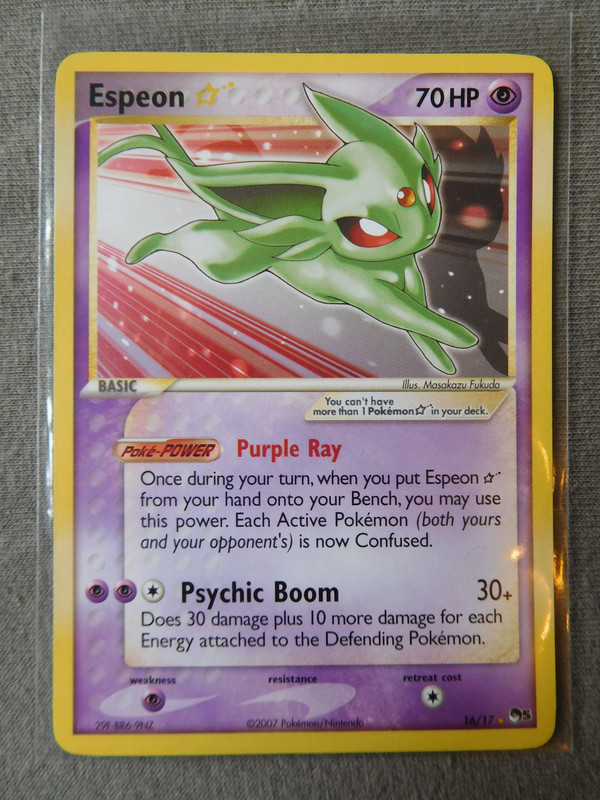 Espeon ☆ 70 HP
BASIC
Illus. Masakazu Fukuda
You can't have
more than 1 Pokémon☆ in your deck.
Poké-POWER Purple Ray
Once during your turn, when you put Espeon ☆
from your hand onto your Bench, you may use
this power. Each Active Pokémon (both yours
and your opponent's) is now Confused.
Psychic Boom 30+
Does 30 damage plus 10 more damage for each
Energy attached to the Defending Pokémon.
weakness resistance retreat cost
©2007 Pokémon/Nintendo 16/17 5